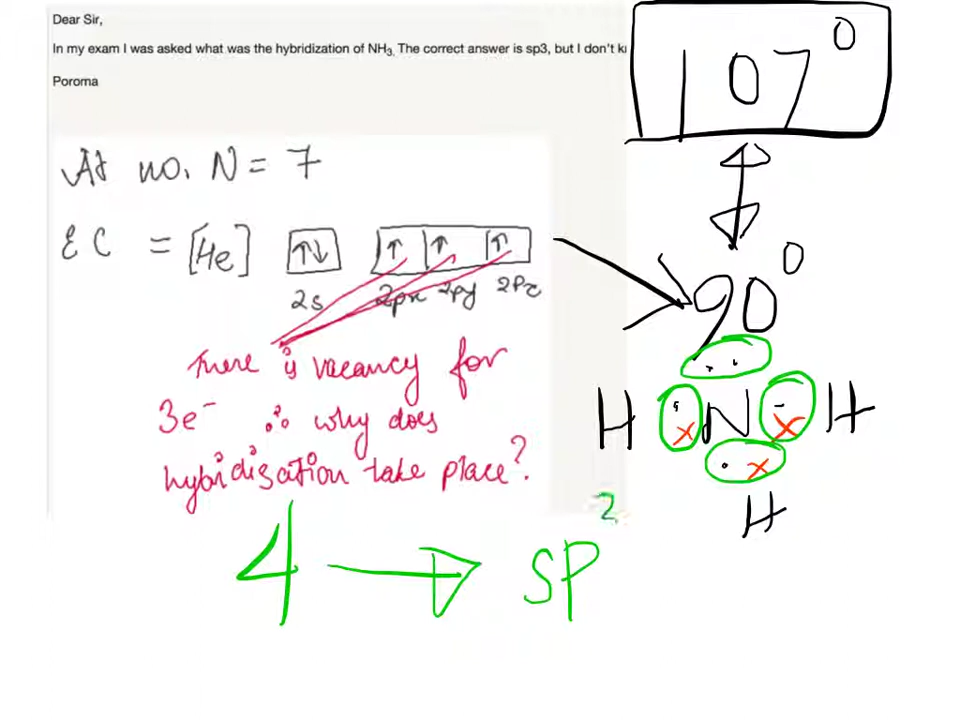 Dear Sir,
In my exam I was asked what was the hybridization of NH3. The correct answer is sp3, but I don't
Poroma
At no. N = 7
EC = [He] ↑↓ ↑ ↑ ↑
2s 2px 2py 2pz
There is vacancy for
3e⁻ ∴ why does
hybridisation take place?
4 → SP²
107°
90°
H N H
H